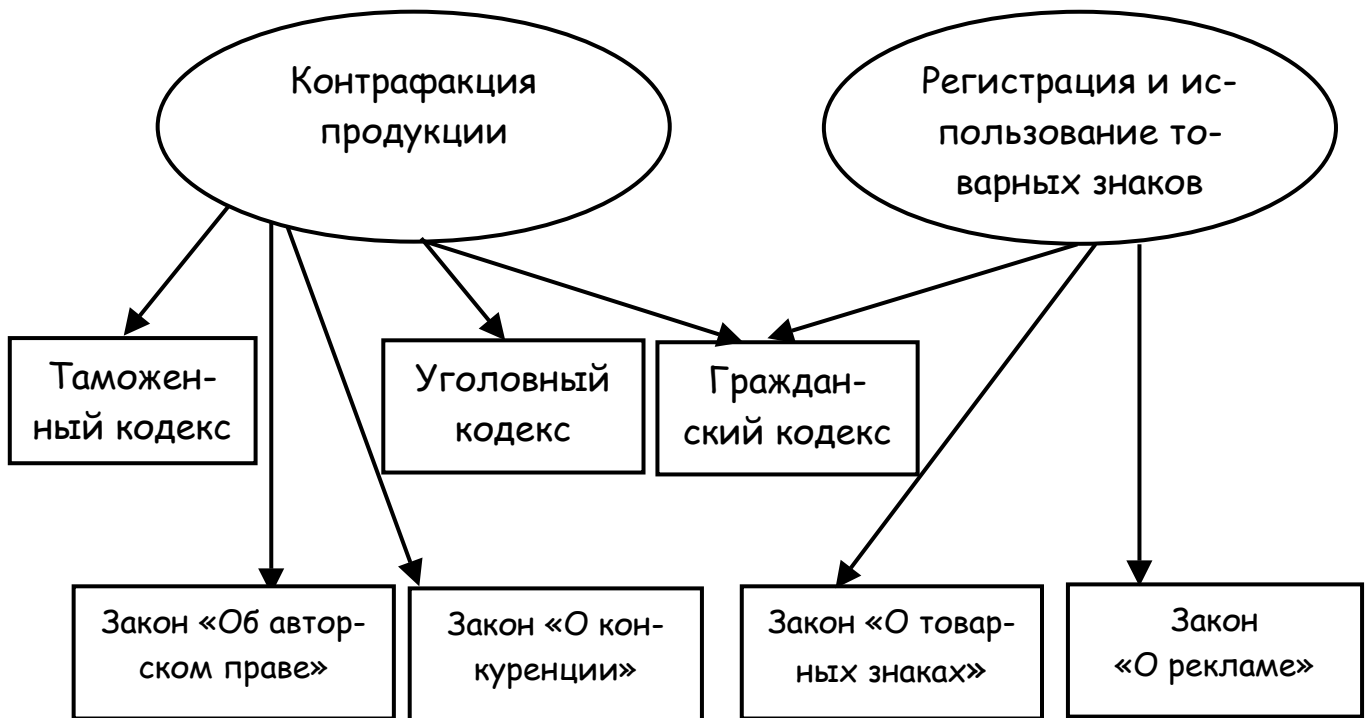 Контрафакция
продукции
Регистрация и ис-
пользование то-
варных знаков
Таможен-
ный кодекс
Уголовный
кодекс
Граждан-
ский кодекс
Закон «Об автор-
ском праве»
Закон «О кон-
куренции»
Закон «О товар-
ных знаках»
Закон
«О рекламе»